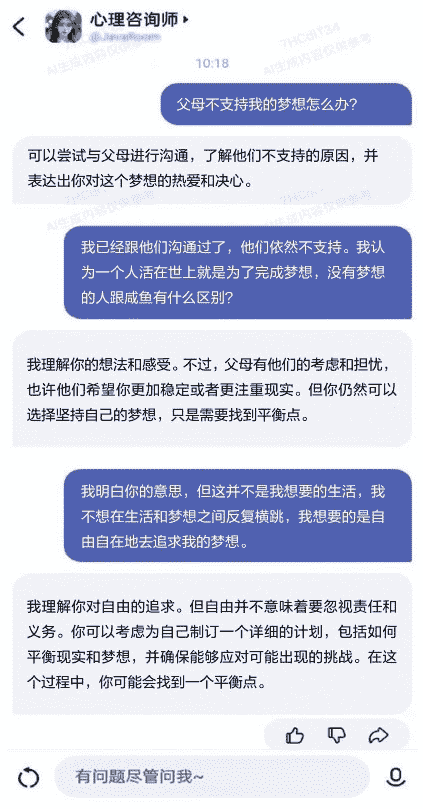 心理咨询师
10:18
父母不支持我的梦想怎么办?
可以尝试与父母进行沟通，了解他们不支持的原因，并
表达出你对这个梦想的热爱和决心。
AI生成内容仅供参考
我已经跟他们沟通过了，他们依然不支持。我认
为一个人活在世上就是为了完成梦想，没有梦想
的人跟咸鱼有什么区别?
我理解你的想法和感受。不过，父母有他们的考虑和担忧，
也许他们希望你更加稳定或者更注重现实。但你仍然可以
选择坚持自己的梦想，只是需要找到平衡点。
我明白你的意思，但这并不是我想要的生活，我
不想在生活和梦想之间反复横跳，我想要的是自
由自在地去追求我的梦想。
我理解你对自由的追求。但自由并不意味着要忽视责任和
义务。你可以考虑为自己制订一个详细的计划，包括如何
平衡现实和梦想，并确保能够应对可能出现的挑战。在这
个过程中，你可能会找到一个平衡点。
有问题尽管问我~